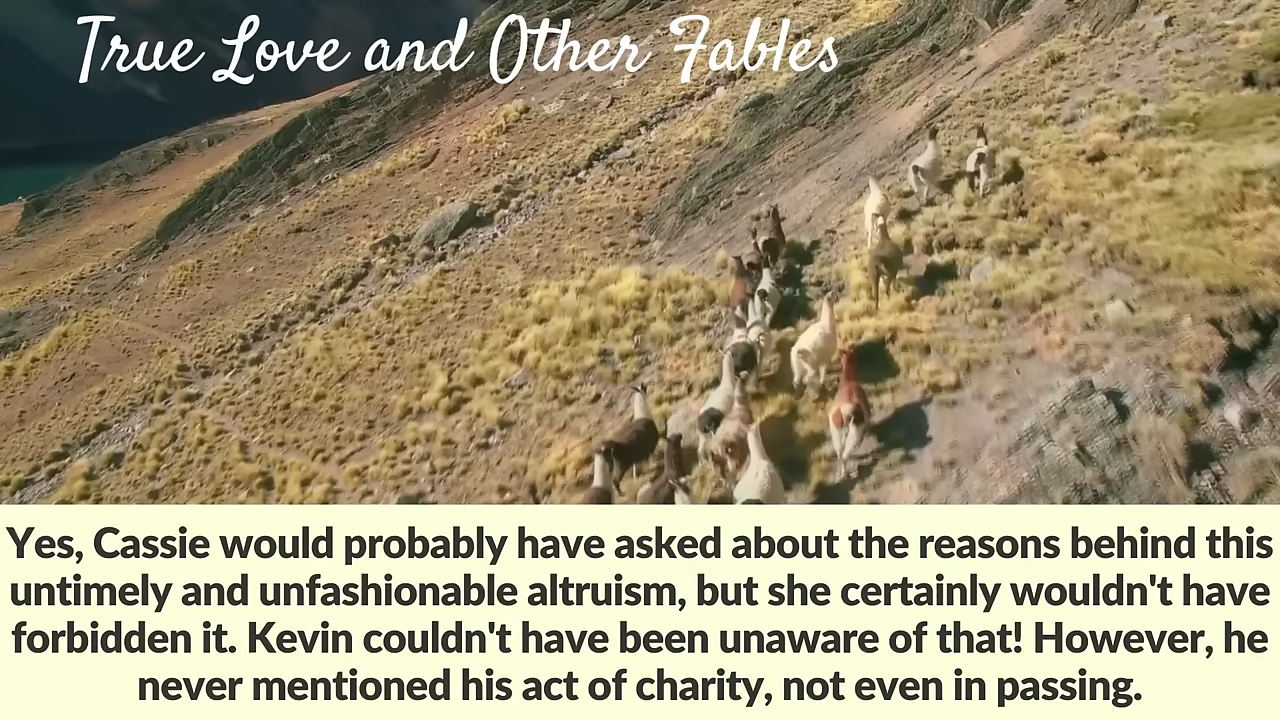 True Love and Other Fables
Yes, Cassie would probably have asked about the reasons behind this
untimely and unfashionable altruism, but she certainly wouldn't have
forbidden it. Kevin couldn't have been unaware of that! However, he
never mentioned his act of charity, not even in passing.